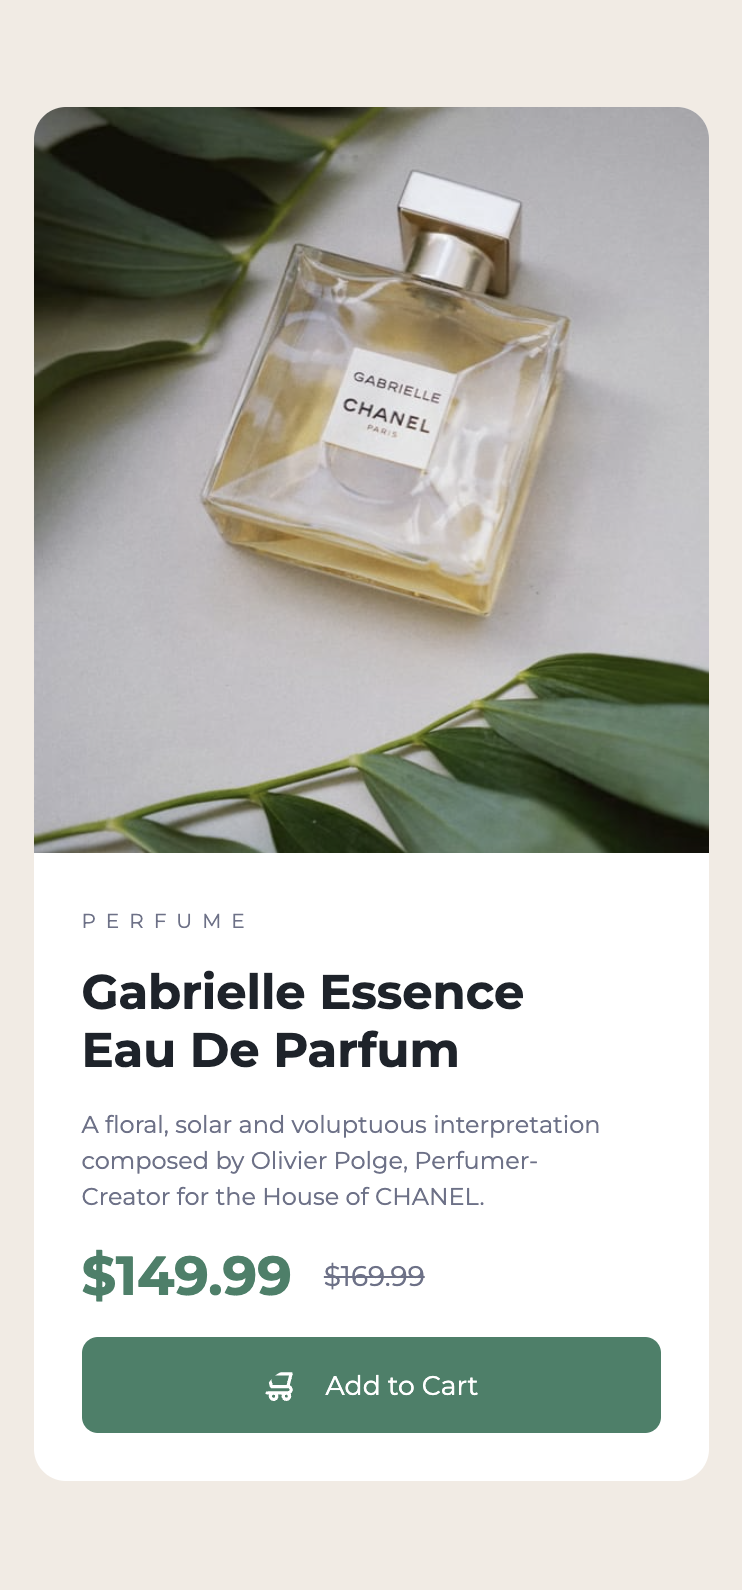 GABRIELLE
CHANEL
PARIS
PERFUME
Gabrielle Essence
Eau De Parfum
A floral, solar and voluptuous interpretation
composed by Olivier Polge, Perfumer-
Creator for the House of CHANEL.
$149.99 $169.99
Add to Cart